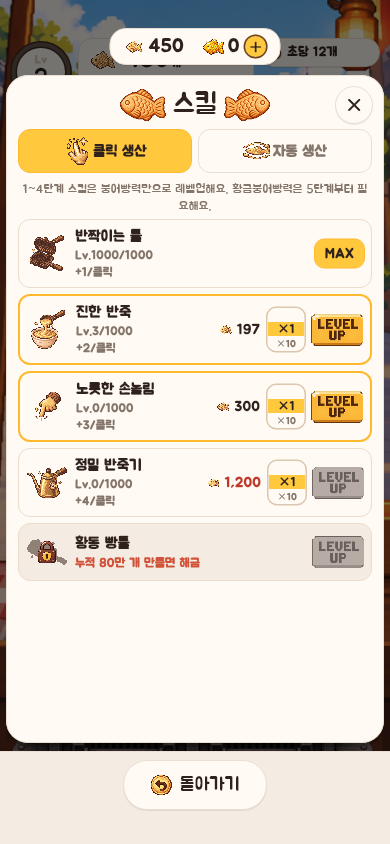 450 0 +
Lv
초당 12개
스킬
클릭 생산 자동 생산
1~4단계 스킬은 붕어빵력만으로 레벨업해요. 황금붕어빵력은 5단계부터 필
요해요.
반짝이는 틀
Lv.1000/1000
+1/클릭
MAX
진한 반죽
Lv.3/1000
+2/클릭
197
×1
×10
LEVEL
UP
노릇한 손놀림
Lv.0/1000
+3/클릭
300
×1
×10
LEVEL
UP
정밀 반죽기
Lv.0/1000
+4/클릭
1,200
×1
×10
LEVEL
UP
황동 빵틀
누적 80만 개 만들면 해금
LEVEL
UP
돌아가기